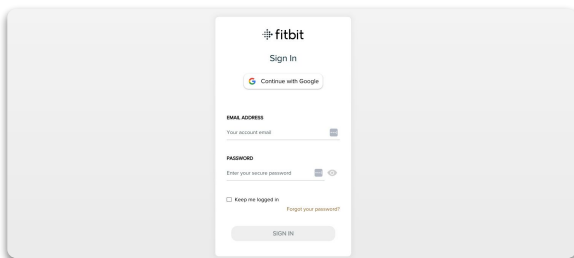 fitbit
Sign In
Continue with Google
EMAIL ADDRESS
Your account email
PASSWORD
Enter your secure password
Keep me logged in
Forgot your password?
SIGN IN